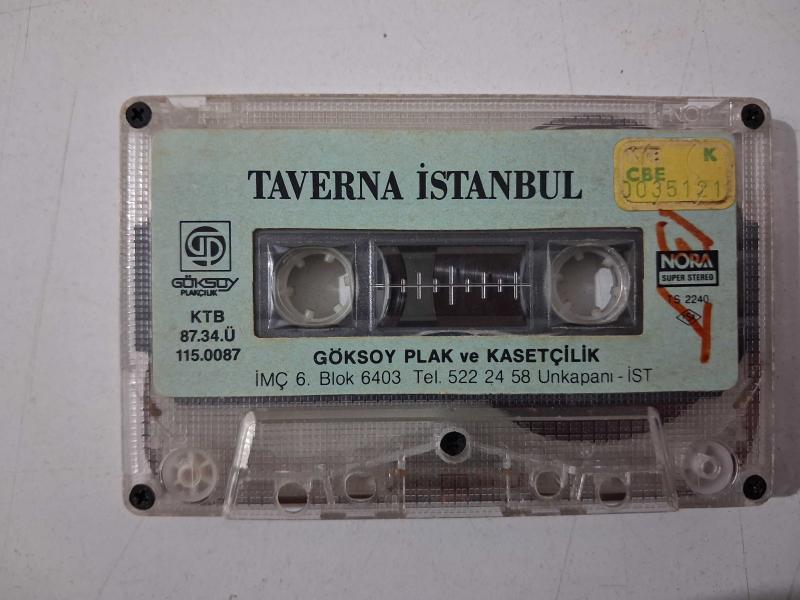 TAVERNA İSTANBUL
K
CBE
0035121
GÖKSOY
PLAKÇILIK
KTB
87.34.Ü
115.0087
NORA
SUPER STEREO
TS 2240
GÖKSOY PLAK ve KASETÇİLİK
İMÇ 6. Blok 6403 Tel. 522 24 58 Unkapanı - İST